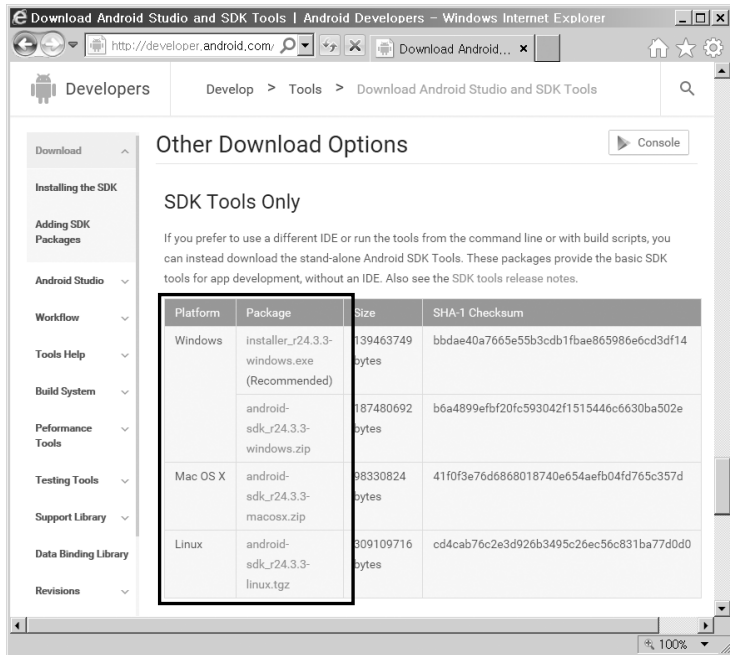 Download Android Studio and SDK Tools | Android Developers - Windows Internet Explorer
http://developer.android.com/
Download Android... ×
Developers
Develop > Tools > Download Android Studio and SDK Tools
Download
Installing the SDK
Adding SDK
Packages
Android Studio
Workflow
Tools Help
Build System
Peformance
Tools
Testing Tools
Support Library
Data Binding Library
Revisions
Other Download Options
Console
SDK Tools Only
If you prefer to use a different IDE or run the tools from the command line or with build scripts, you
can instead download the stand-alone Android SDK Tools. These packages provide the basic SDK
tools for app development, without an IDE. Also see the SDK tools release notes.
Platform Package Size SHA-1 Checksum
Windows installer_r24.3.3- 139463749 bbdae40a7665e55b3cdb1fbae865986e6cd3df14
windows.exe bytes
(Recommended)
android- 187480692 b6a4899efbf20fc593042f1515446c6630ba502e
sdk_r24.3.3- bytes
windows.zip
Mac OS X android- 98330824 41f0f3e76d6868018740e654aefb04fd765c357d
sdk_r24.3.3- bytes
macosx.zip
Linux android- 309109716 cd4cab76c2e3d926b3495c26ec56c831ba77d0d0
sdk_r24.3.3- bytes
linux.tgz
100%